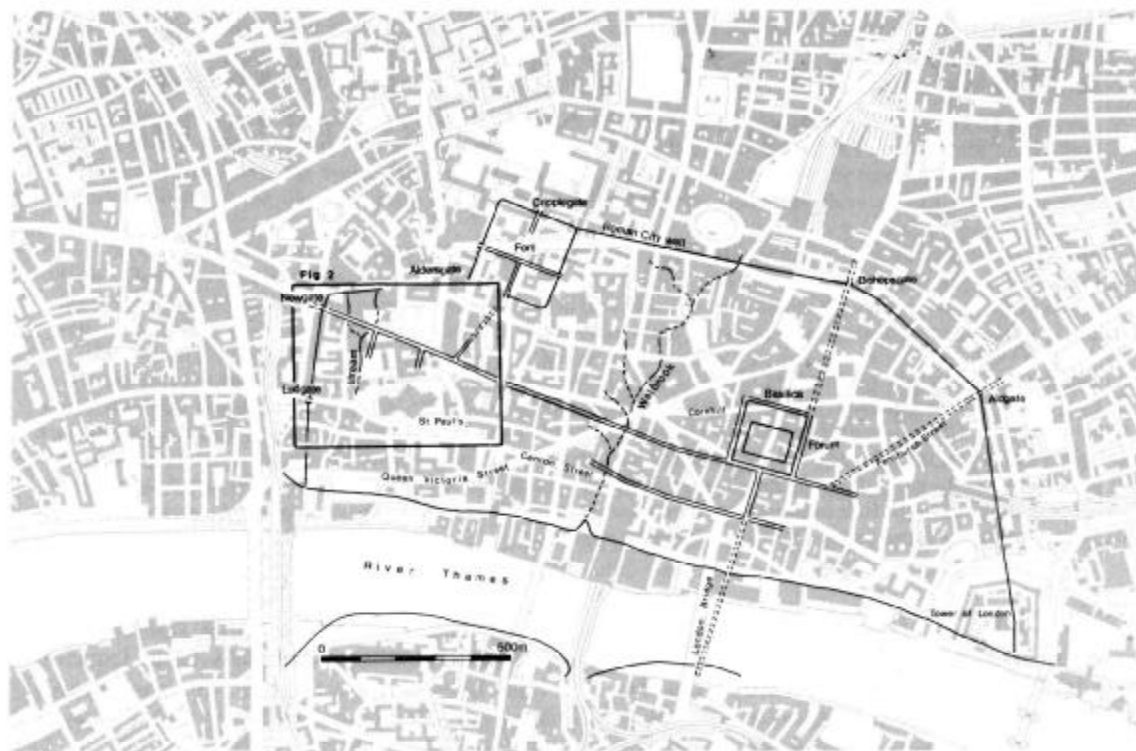 Cripplegate
Roman City wall
Fort
Aldersgate
Fig 2
Bishopsgate
Newgate
Ludgate
Walbrook
Aldgate
Basilica
Cornhill
Forum
St. Paul's
Fenchurch Street
Queen Victoria Street
Cannon Street
River Thames
London Bridge
Tower of London
0 500m